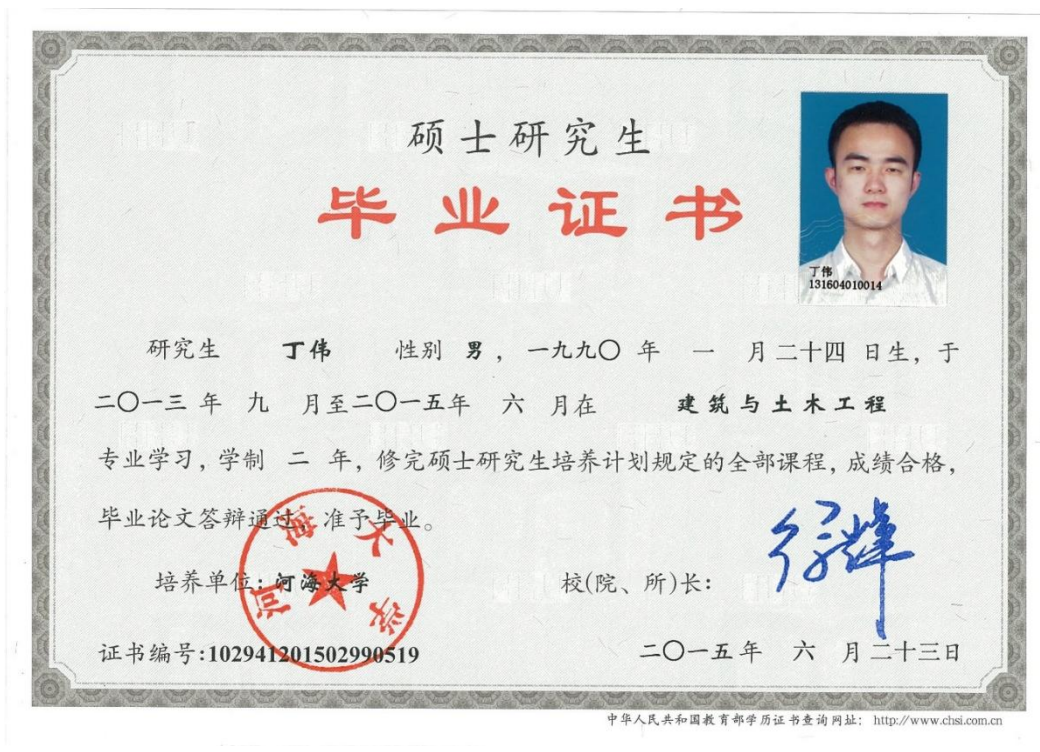 硕士研究生
毕业证书
丁伟
131604010014
研究生 丁伟 性别 男，一九九〇年 一 月二十四 日生，于
二〇一三 年 九 月至二〇一五年 六 月在 建筑与土木工程
专业学习，学制 二 年，修完硕士研究生培养计划规定的全部课程，成绩合格，
毕业论文答辩通过，准予毕业。
河海大学
培养单位：河海大学 校(院、所)长：
证书编号:102941201502990519 二〇一五年 六 月二十三日
中华人民共和国教育部学历证书查询网址： http://www.chsi.com.cn